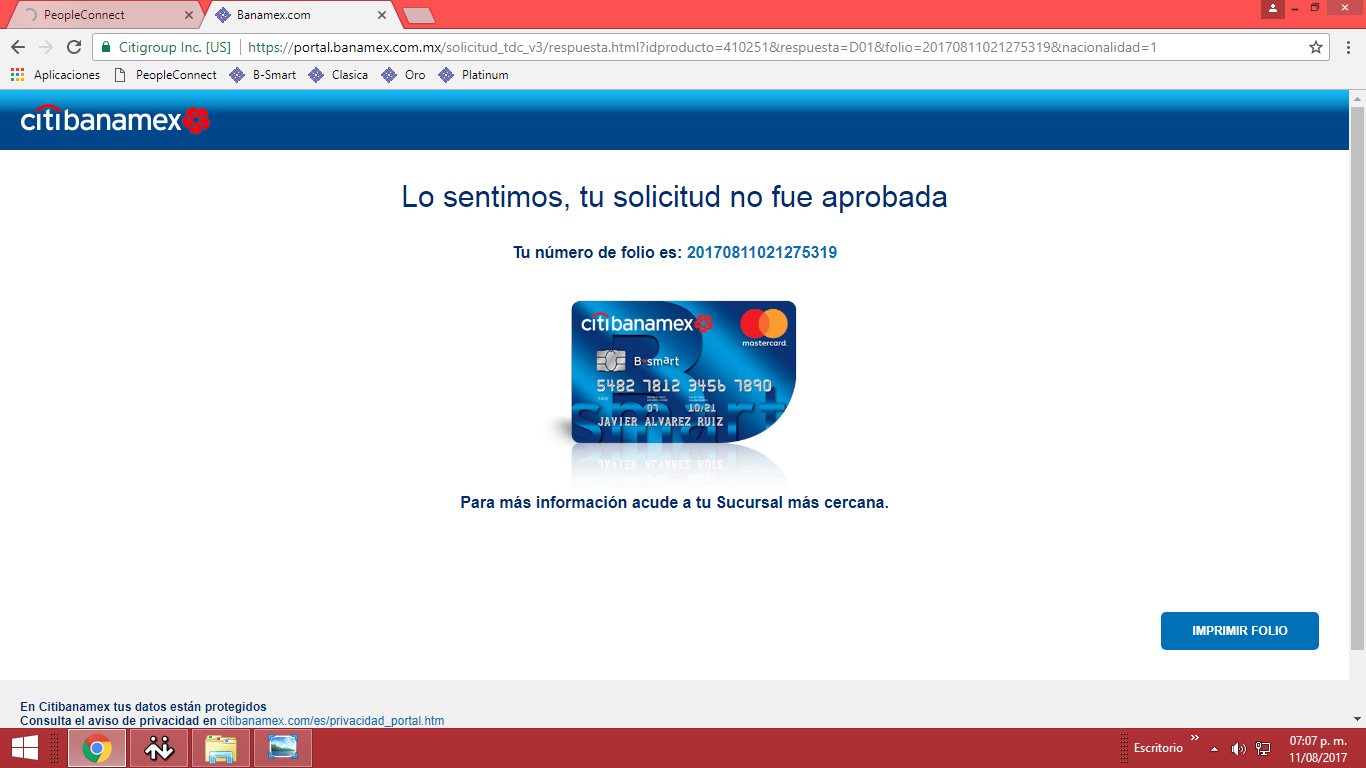 PeopleConnect
Banamex.com
Citigroup Inc. [US]
https://portal.banamex.com.mx/solicitud_tdc_v3/respuesta.html?idproducto=410251&respuesta=D01&folio=20170811021275319&nacionalidad=1
Aplicaciones PeopleConnect B-Smart Clasica Oro Platinum
citibanamex
Lo sentimos, tu solicitud no fue aprobada
Tu número de folio es: 20170811021275319
citibanamex
mastercard.
B•smart
5482 7812 3456 7890
07 10/21
JAVIER ALVAREZ RUIZ
smart
Para más información acude a tu Sucursal más cercana.
IMPRIMIR FOLIO
En Citibanamex tus datos están protegidos
Consulta el aviso de privacidad en citibanamex.com/es/privacidad_portal.htm
Escritorio
07:07 p. m.
11/08/2017